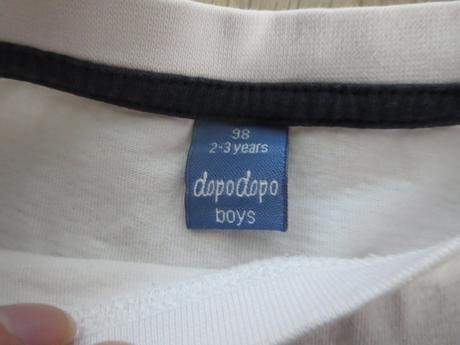 98
2-3 years
dopodopo
boys